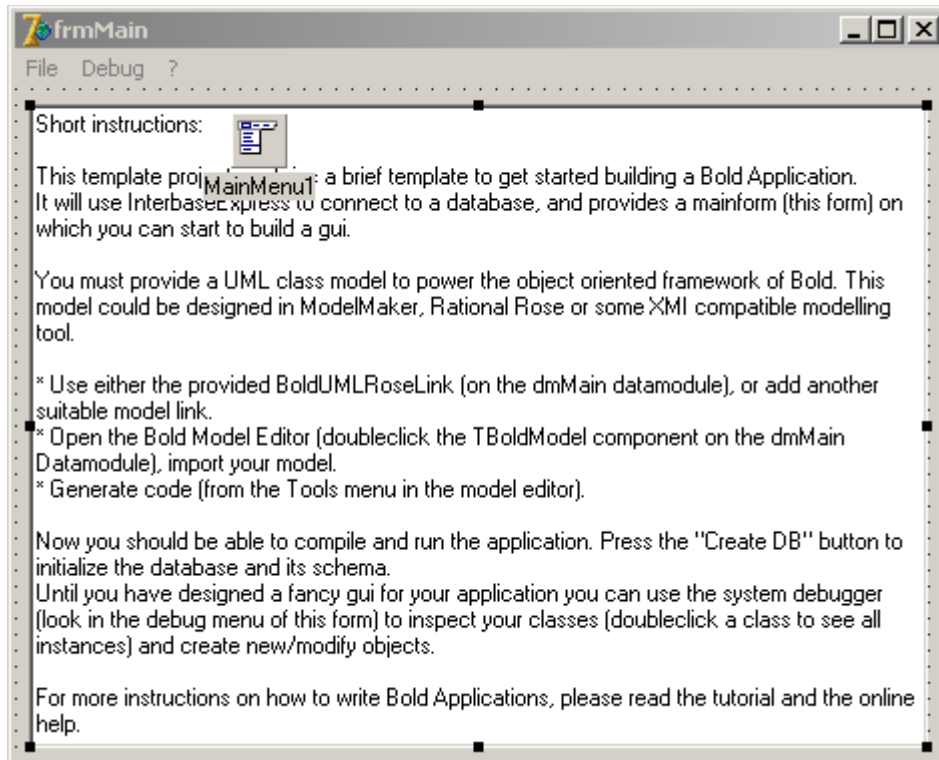 frmMain
File Debug ?
Short instructions:
MainMenu1
This template proj : a brief template to get started building a Bold Application.
It will use InterbaseExpress to connect to a database, and provides a mainform (this form) on
which you can start to build a gui.
You must provide a UML class model to power the object oriented framework of Bold. This
model could be designed in ModelMaker, Rational Rose or some XMI compatible modelling
tool.
* Use either the provided BoldUMLRoseLink (on the dmMain datamodule), or add another
suitable model link.
* Open the Bold Model Editor (doubleclick the TBoldModel component on the dmMain
Datamodule), import your model.
* Generate code (from the Tools menu in the model editor).
Now you should be able to compile and run the application. Press the "Create DB" button to
initialize the database and its schema.
Until you have designed a fancy gui for your application you can use the system debugger
(look in the debug menu of this form) to inspect your classes (doubleclick a class to see all
instances) and create new/modify objects.
For more instructions on how to write Bold Applications, please read the tutorial and the online
help.